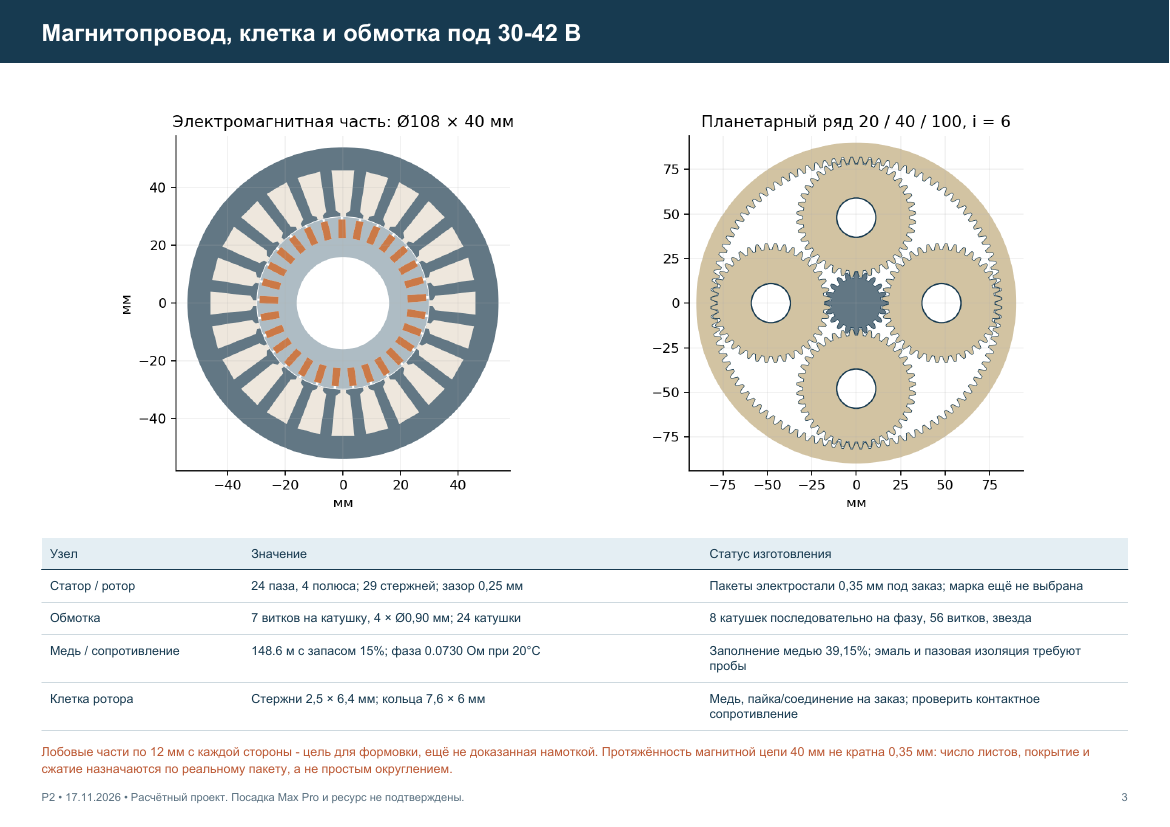 Магнитопровод, клетка и обмотка под 30-42 В
Электромагнитная часть: Ø108 × 40 мм
40
20
0
−20
−40
мм
−40 −20 0 20 40
мм
Планетарный ряд 20 / 40 / 100, i = 6
75
50
25
0
−25
−50
−75
−75 −50 −25 0 25 50 75
мм
Узел Значение Статус изготовления
Статор / ротор 24 паза, 4 полюса; 29 стержней; зазор 0,25 мм Пакеты электростали 0,35 мм под заказ; марка ещё не выбрана
Обмотка 7 витков на катушку, 4 × Ø0,90 мм; 24 катушки 8 катушек последовательно на фазу, 56 витков, звезда
Медь / сопротивление 148.6 м с запасом 15%; фаза 0.0730 Ом при 20°C Заполнение медью 39,15%; эмаль и пазовая изоляция требуют
пробы
Клетка ротора Стержни 2,5 × 6,4 мм; кольца 7,6 × 6 мм Медь, пайка/соединение на заказ; проверить контактное
сопротивление
Лобовые части по 12 мм с каждой стороны - цель для формовки, ещё не доказанная намоткой. Протяжённость магнитной цепи 40 мм не кратна 0,35 мм: число листов, покрытие и
сжатие назначаются по реальному пакету, а не простым округлением.
P2 • 17.11.2026 • Расчётный проект. Посадка Max Pro и ресурс не подтверждены. 3